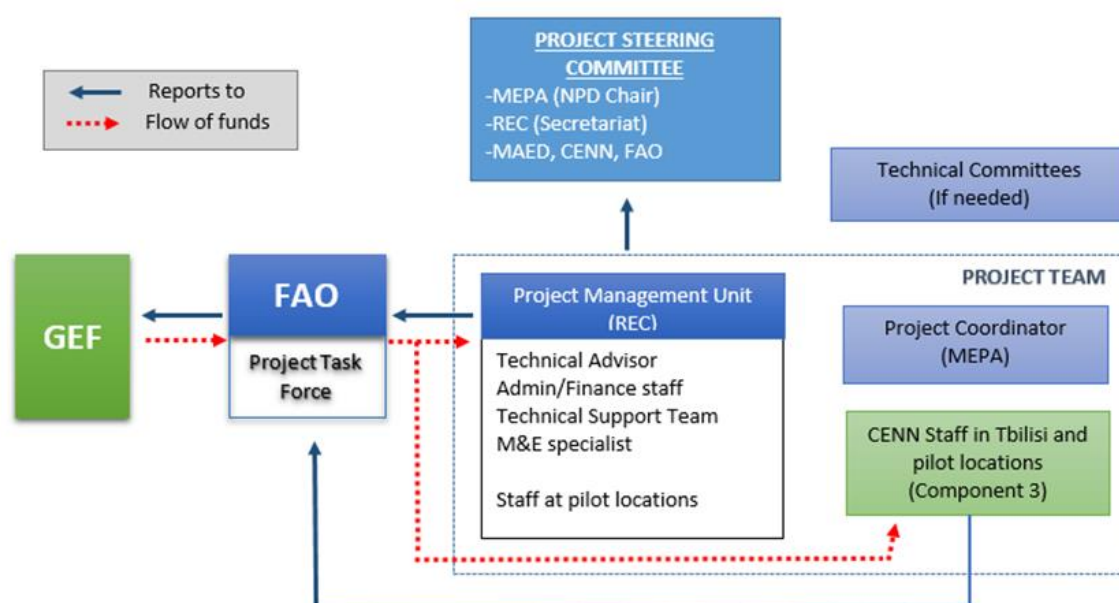 PROJECT STEERING
COMMITTEE
-MEPA (NPD Chair)
-REC (Secretariat)
-MAED, CENN, FAO
Reports to
Flow of funds
Technical Committees
(If needed)
PROJECT TEAM
GEF
FAO
Project Task
Force
Project Management Unit
(REC)
Technical Advisor
Admin/Finance staff
Technical Support Team
M&E specialist
Staff at pilot locations
Project Coordinator
(MEPA)
CENN Staff in Tbilisi and
pilot locations
(Component 3)